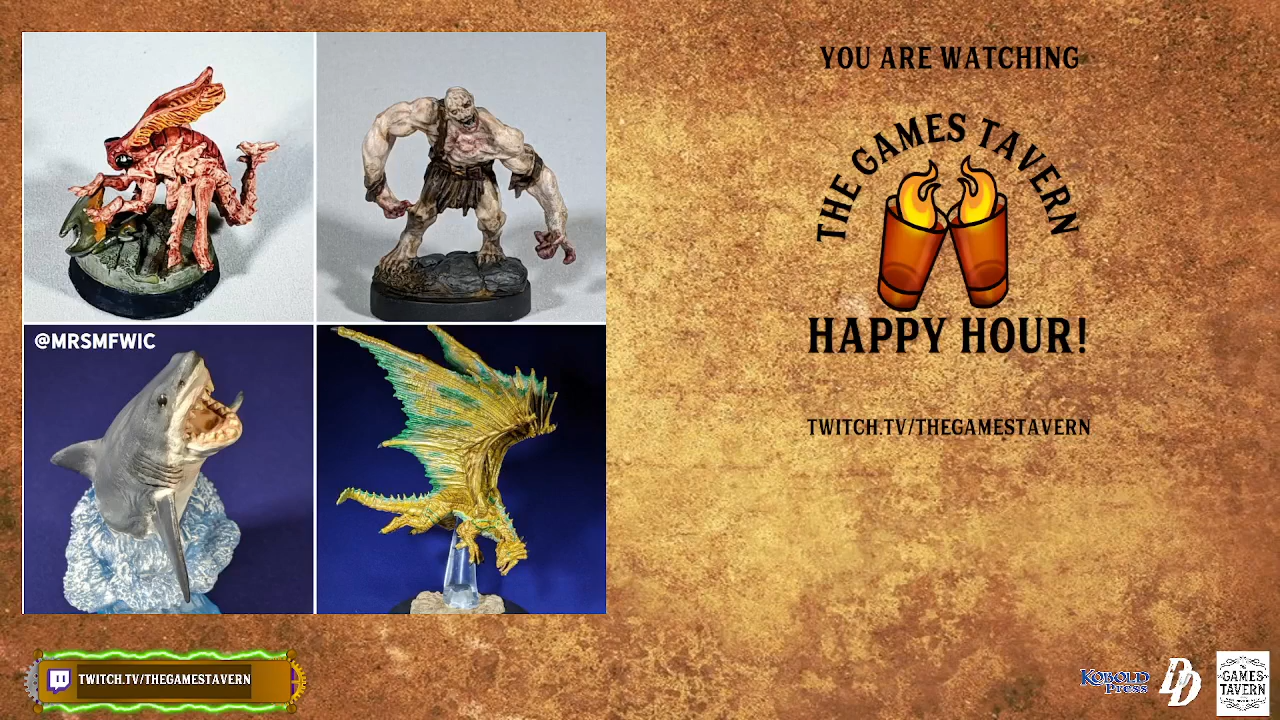 YOU ARE WATCHING
THE GAMES TAVERN
HAPPY HOUR!
TWITCH.TV/THEGAMESTAVERN
@MRSMFWIC
TWITCH.TV/THEGAMESTAVERN
KOBOLD
Press
DD
GAMES
TAVERN